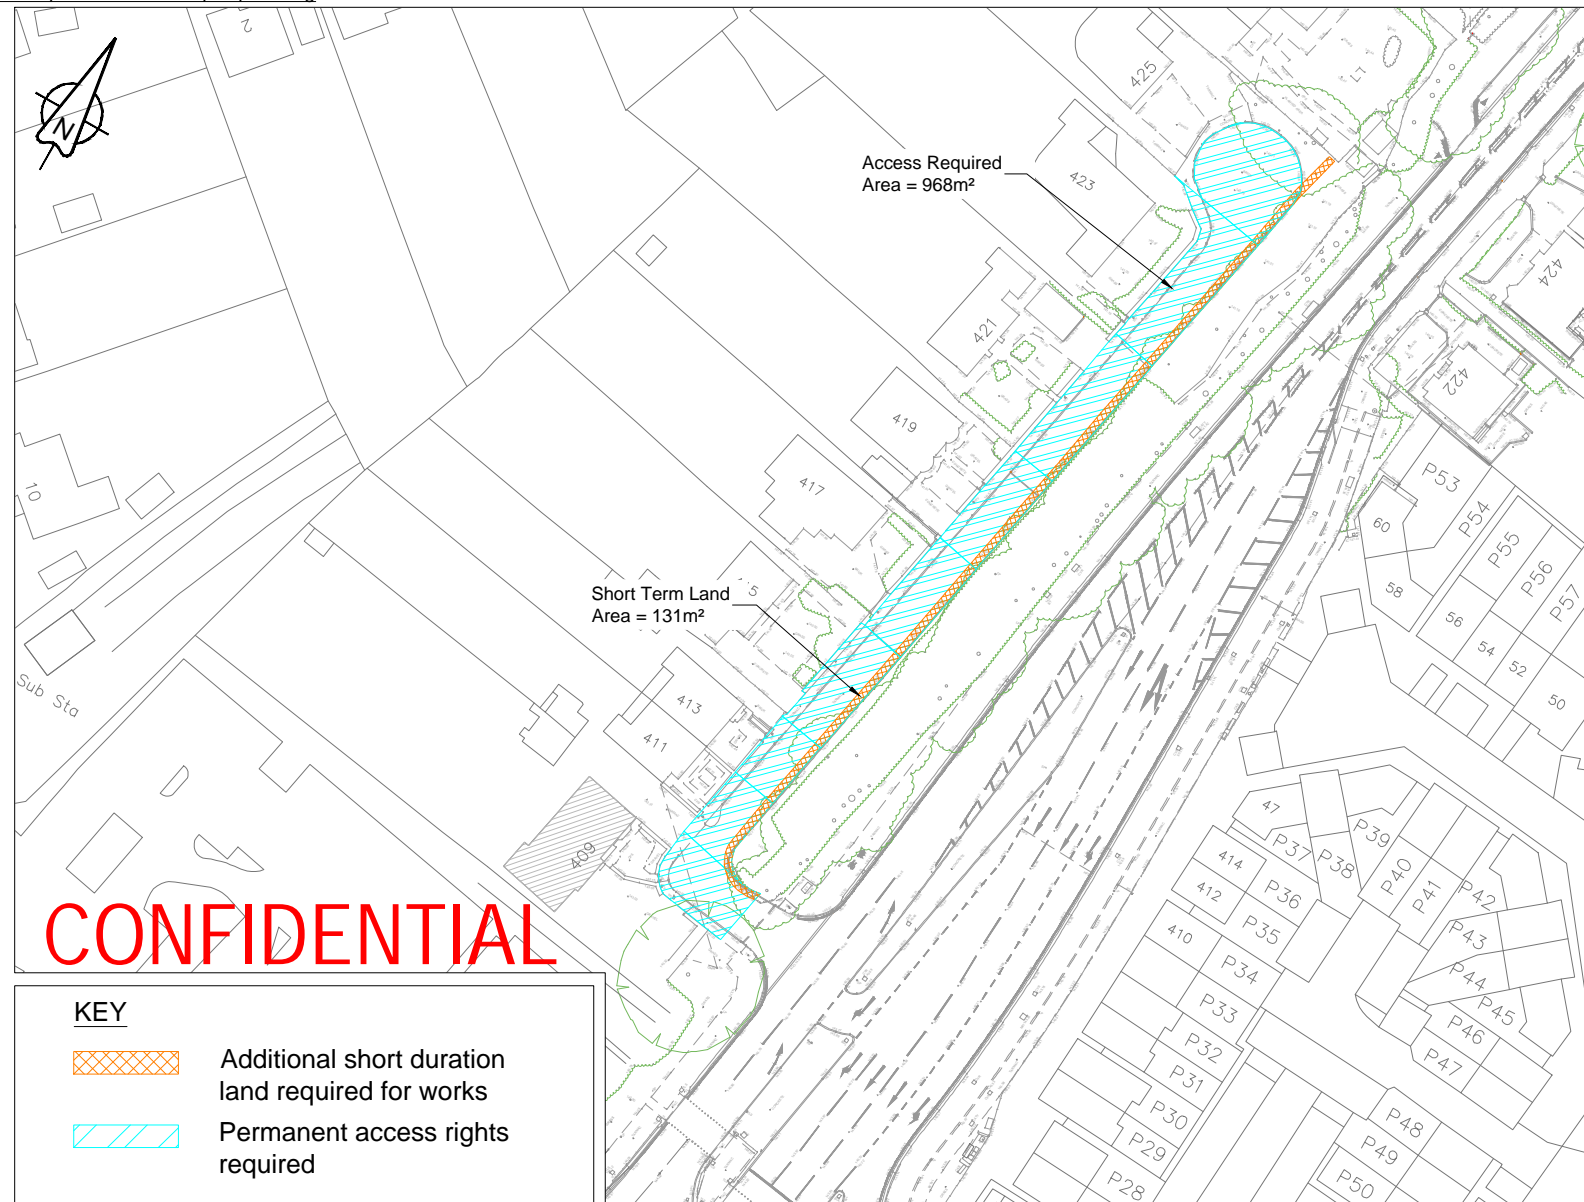 2
N
425
Access Required
Area = 968m²
423
424
421
422
419
P53
417
10
60
P54
P55
P56
P57
58
Short Term Land
Area = 131m²
5
56
54
52
50
Sub Sta
413
411
47
P39
P37
P38
414
P40
409
412
P36
P41
P42
P35
410
P43
P34
P44
P45
P33
P46
P32
P47
P31
P30
P48
P29
P49
P28
P50
CONFIDENTIAL
KEY
Additional short duration
land required for works
Permanent access rights
required